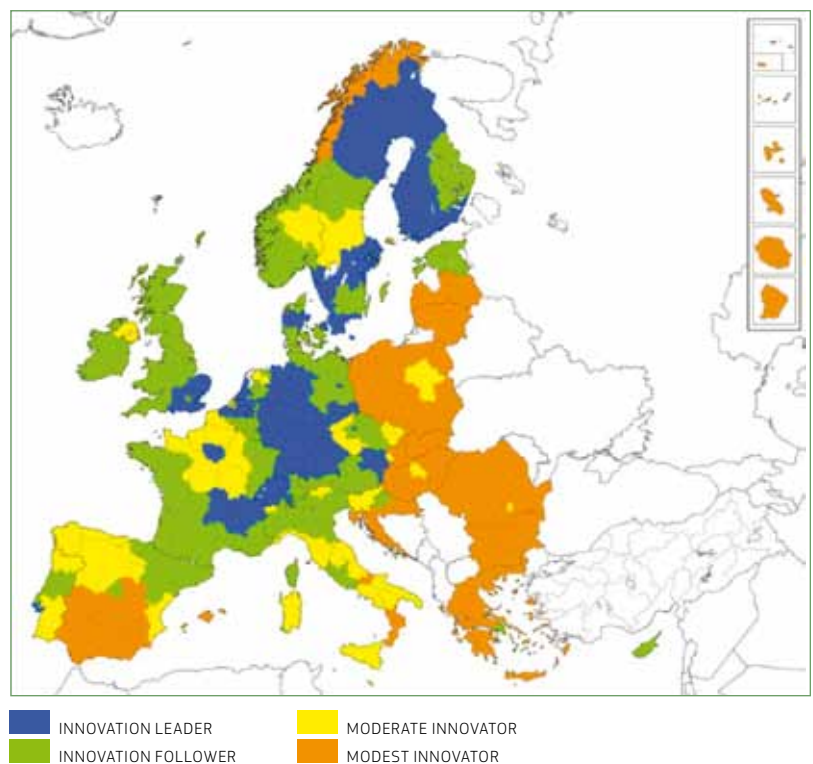 INNOVATION LEADER
INNOVATION FOLLOWER
MODERATE INNOVATOR
MODEST INNOVATOR